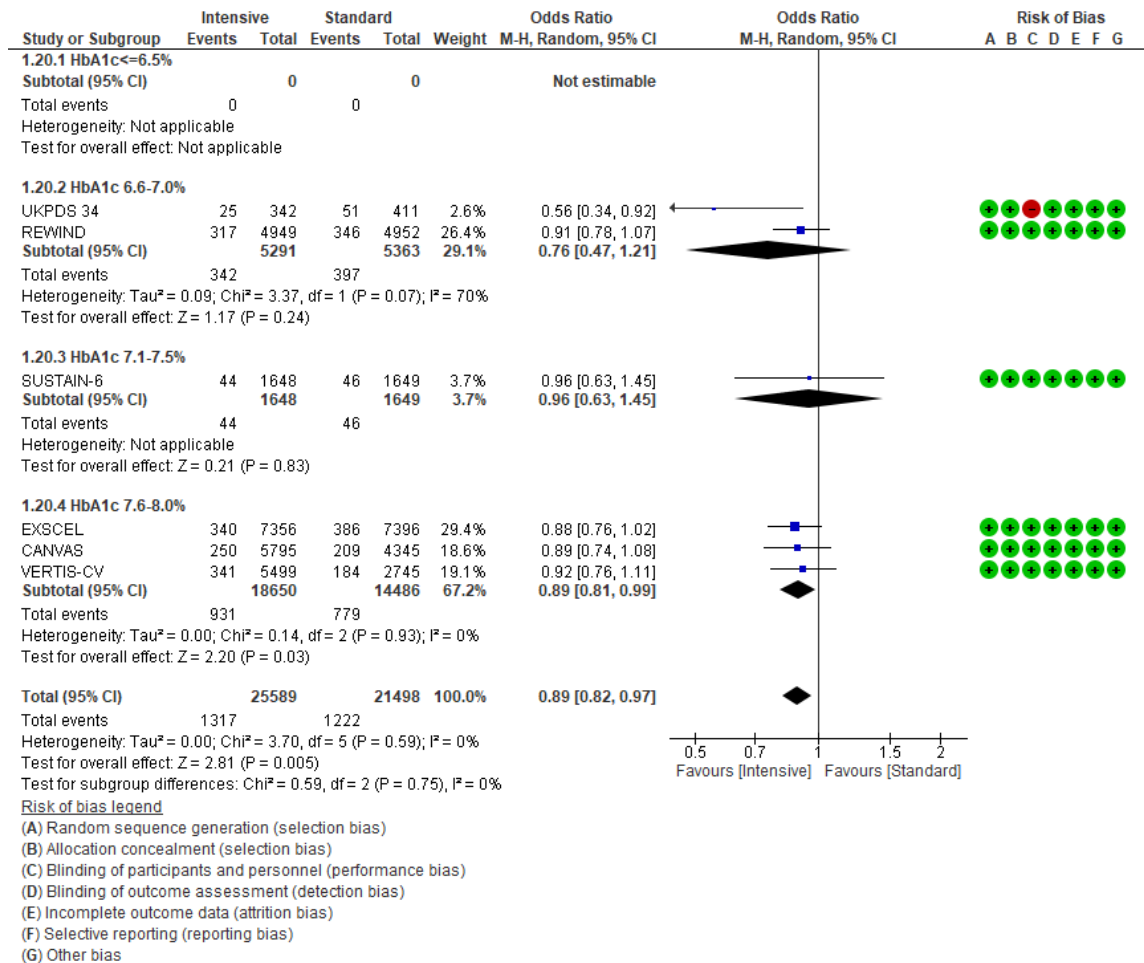 Intensive Standard Odds Ratio Odds Ratio Risk of Bias
Study or Subgroup Events Total Events Total Weight M-H, Random, 95% CI M-H, Random, 95% CI A B C D E F G
1.20.1 HbA1c<=6.5%
Subtotal (95% CI) 0 0 Not estimable
Total events 0 0
Heterogeneity: Not applicable
Test for overall effect: Not applicable
1.20.2 HbA1c 6.6-7.0%
UKPDS 34 25 342 51 411 2.6% 0.56 [0.34, 0.92] + + - + + + +
REWIND 317 4949 346 4952 26.4% 0.91 [0.78, 1.07] + + + + + + +
Subtotal (95% CI) 5291 5363 29.1% 0.76 [0.47, 1.21]
Total events 342 397
Heterogeneity: Tau² = 0.09; Chi² = 3.37, df = 1 (P = 0.07); I² = 70%
Test for overall effect: Z = 1.17 (P = 0.24)
1.20.3 HbA1c 7.1-7.5%
SUSTAIN-6 44 1648 46 1649 3.7% 0.96 [0.63, 1.45] + + + + + + +
Subtotal (95% CI) 1648 1649 3.7% 0.96 [0.63, 1.45]
Total events 44 46
Heterogeneity: Not applicable
Test for overall effect: Z = 0.21 (P = 0.83)
1.20.4 HbA1c 7.6-8.0%
EXSCEL 340 7356 386 7396 29.4% 0.88 [0.76, 1.02] + + + + + + +
CANVAS 250 5795 209 4345 18.6% 0.89 [0.74, 1.08] + + + + + + +
VERTIS-CV 341 5499 184 2745 19.1% 0.92 [0.76, 1.11] + + + + + + +
Subtotal (95% CI) 18650 14486 67.2% 0.89 [0.81, 0.99]
Total events 931 779
Heterogeneity: Tau² = 0.00; Chi² = 0.14, df = 2 (P = 0.93); I² = 0%
Test for overall effect: Z = 2.20 (P = 0.03)
Total (95% CI) 25589 21498 100.0% 0.89 [0.82, 0.97]
Total events 1317 1222
Heterogeneity: Tau² = 0.00; Chi² = 3.70, df = 5 (P = 0.59); I² = 0%
Test for overall effect: Z = 2.81 (P = 0.005)
Test for subgroup differences: Chi² = 0.59, df = 2 (P = 0.75), I² = 0%
0.5 0.7 1 1.5 2
Favours [Intensive] Favours [Standard]
Risk of bias legend
(A) Random sequence generation (selection bias)
(B) Allocation concealment (selection bias)
(C) Blinding of participants and personnel (performance bias)
(D) Blinding of outcome assessment (detection bias)
(E) Incomplete outcome data (attrition bias)
(F) Selective reporting (reporting bias)
(G) Other bias